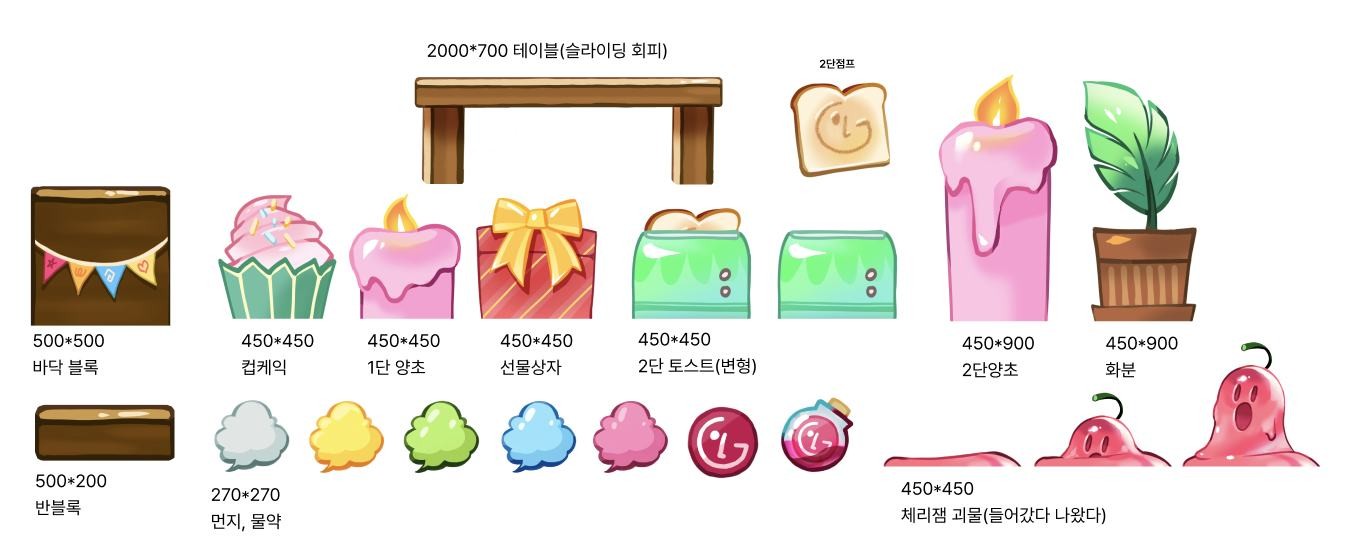 2000*700 테이블(슬라이딩 회피)
2단점프
500*500
바닥 블록
450*450
컵케익
450*450
1단 양초
450*450
선물상자
450*450
2단 토스트(변형)
450*900
2단양초
450*900
화분
500*200
반블록
270*270
먼지, 물약
450*450
체리잼 괴물(들어갔다 나왔다)